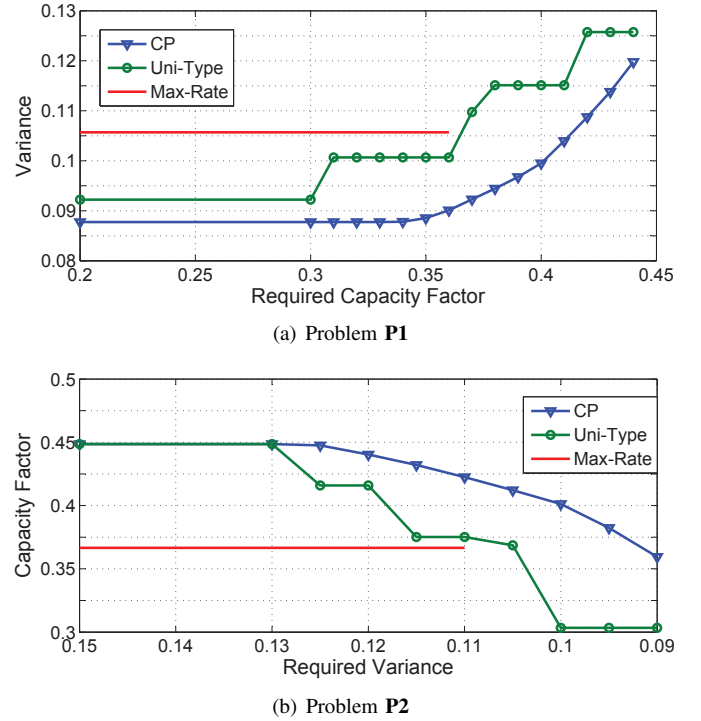 0.13
0.12
0.11
0.1
0.09
0.08
Variance
CP
Uni-Type
Max-Rate
0.2
0.25
0.3
0.35
0.4
0.45
Required Capacity Factor
(a) Problem P1
0.5
0.45
0.4
0.35
0.3
Capacity Factor
CP
Uni-Type
Max-Rate
0.15
0.14
0.13
0.12
0.11
0.1
0.09
Required Variance
(b) Problem P2